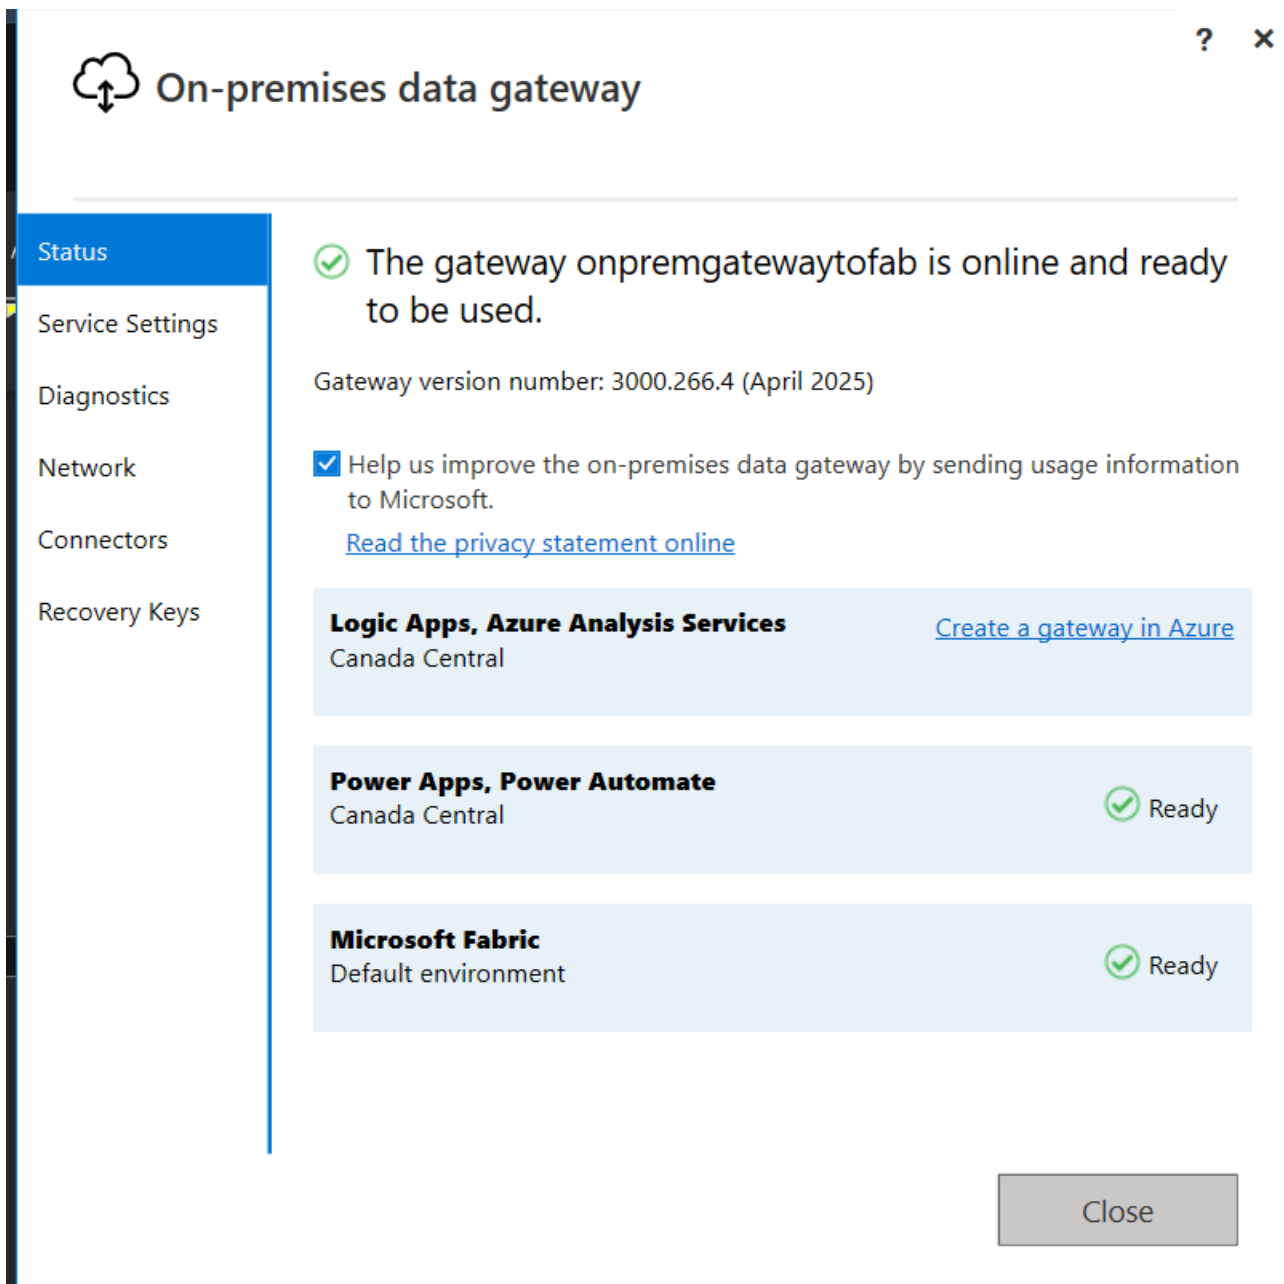 ? ×
On-premises data gateway
Status
Service Settings
Diagnostics
Network
Connectors
Recovery Keys
The gateway onpremgatewaytofab is online and ready
to be used.
Gateway version number: 3000.266.4 (April 2025)
Help us improve the on-premises data gateway by sending usage information
to Microsoft.
Read the privacy statement online
Logic Apps, Azure Analysis Services
Create a gateway in Azure
Canada Central
Power Apps, Power Automate
Canada Central
Ready
Microsoft Fabric
Default environment
Ready
Close